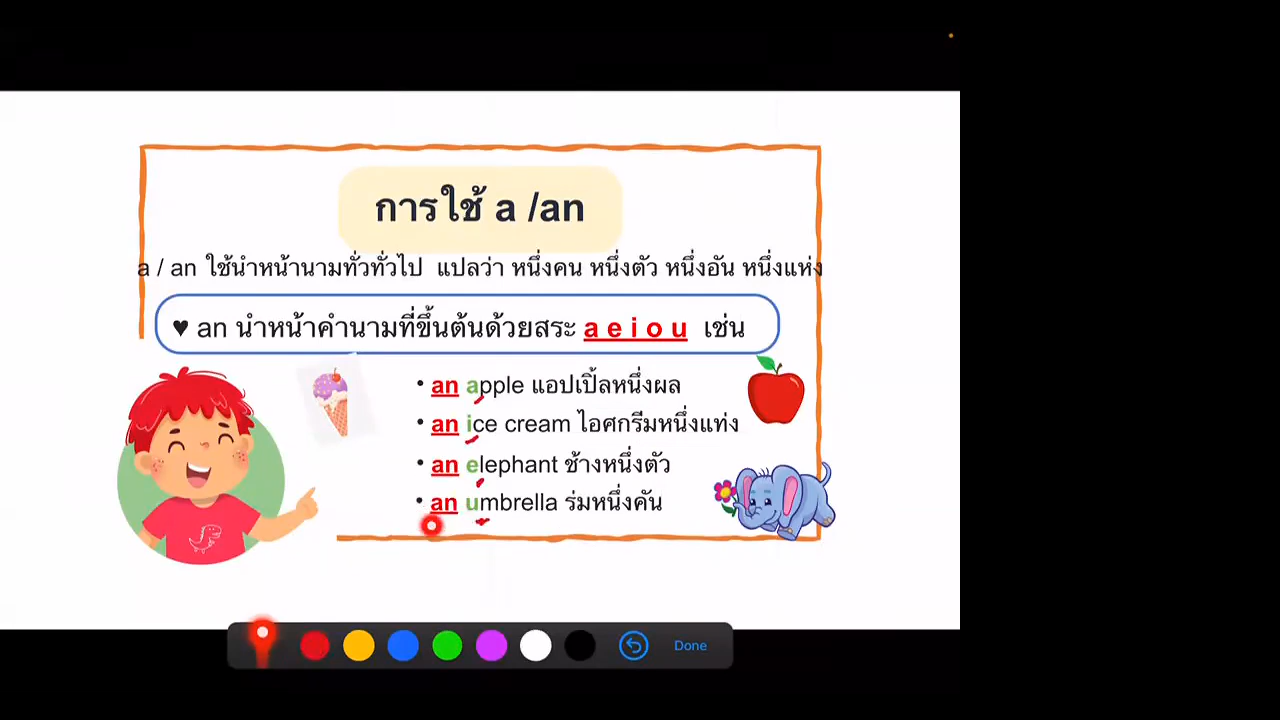 การใช้ a /an
a / an ใช้นำหน้านามทั่วทั่วไป แปลว่า หนึ่งคน หนึ่งตัว หนึ่งอัน หนึ่งแห่ง
♥ an นำหน้าคำนามที่ขึ้นต้นด้วยสระ a e i o u เช่น
• an apple แอปเปิ้ลหนึ่งผล
• an ice cream ไอศกรีมหนึ่งแท่ง
• an elephant ช้างหนึ่งตัว
• an umbrella ร่มหนึ่งคัน
Done